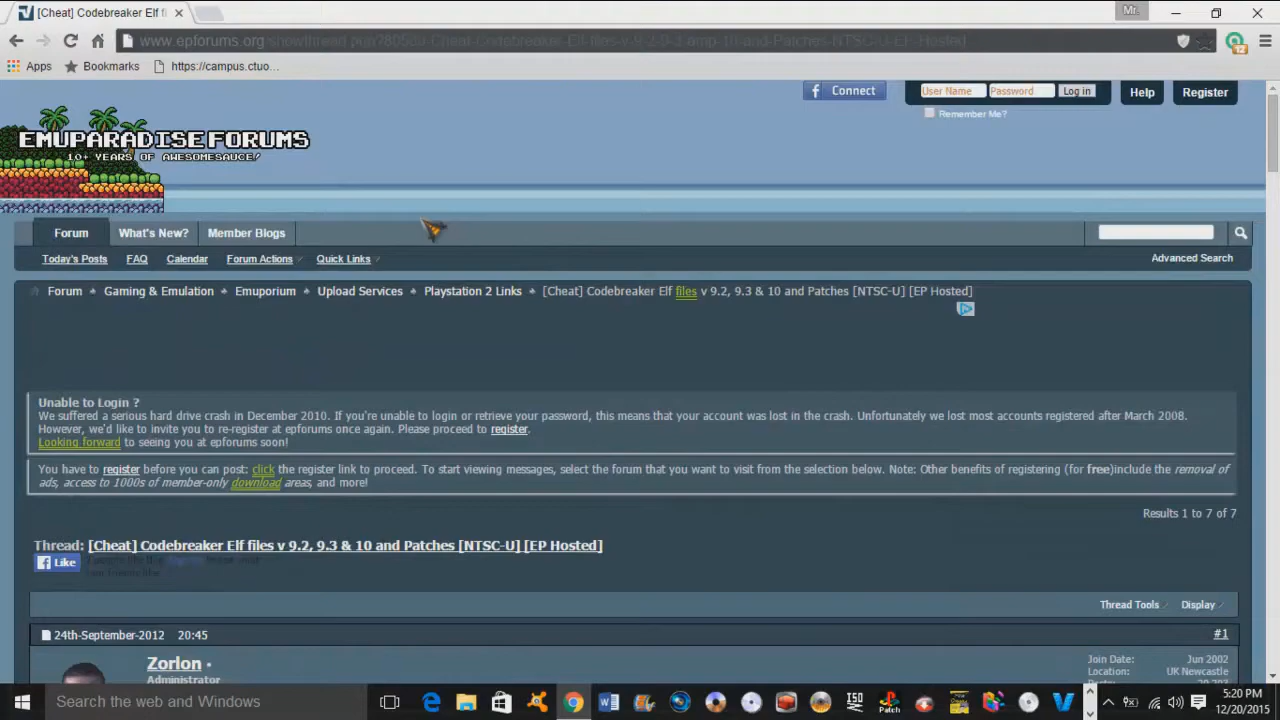 [Cheat] Codebreaker Elf fi
Mr.
www.epforums.org
Apps Bookmarks https://campus.ctuo...
Connect
User Name Password Log in Help Register
Remember Me?
EMUPARADISE FORUMS
10+ YEARS OF AWESOMESAUCE!
Forum What's New? Member Blogs
Today's Posts FAQ Calendar Forum Actions Quick Links Advanced Search
Forum Gaming & Emulation Emuporium Upload Services Playstation 2 Links [Cheat] Codebreaker Elf files v 9.2, 9.3 & 10 and Patches [NTSC-U] [EP Hosted]
Unable to Login ?
We suffered a serious hard drive crash in December 2010. If you're unable to login or retrieve your password, this means that your account was lost in the crash. Unfortunately we lost most accounts registered after March 2008.
However, we'd like to invite you to re-register at epforums once again. Please proceed to register.
Looking forward to seeing you at epforums soon!
You have to register before you can post: click the register link to proceed. To start viewing messages, select the forum that you want to visit from the selection below. Note: Other benefits of registering (for free)include the removal of
ads, access to 1000s of member-only download areas, and more!
Results 1 to 7 of 7
Thread: [Cheat] Codebreaker Elf files v 9.2, 9.3 & 10 and Patches [NTSC-U] [EP Hosted]
Like
Thread Tools Display
24th-September-2012 20:45 #1
Zorlon
Administrator
Join Date: Jun 2002
Location: UK Newcastle
Search the web and Windows
ISO
Patch
5:20 PM
12/20/2015